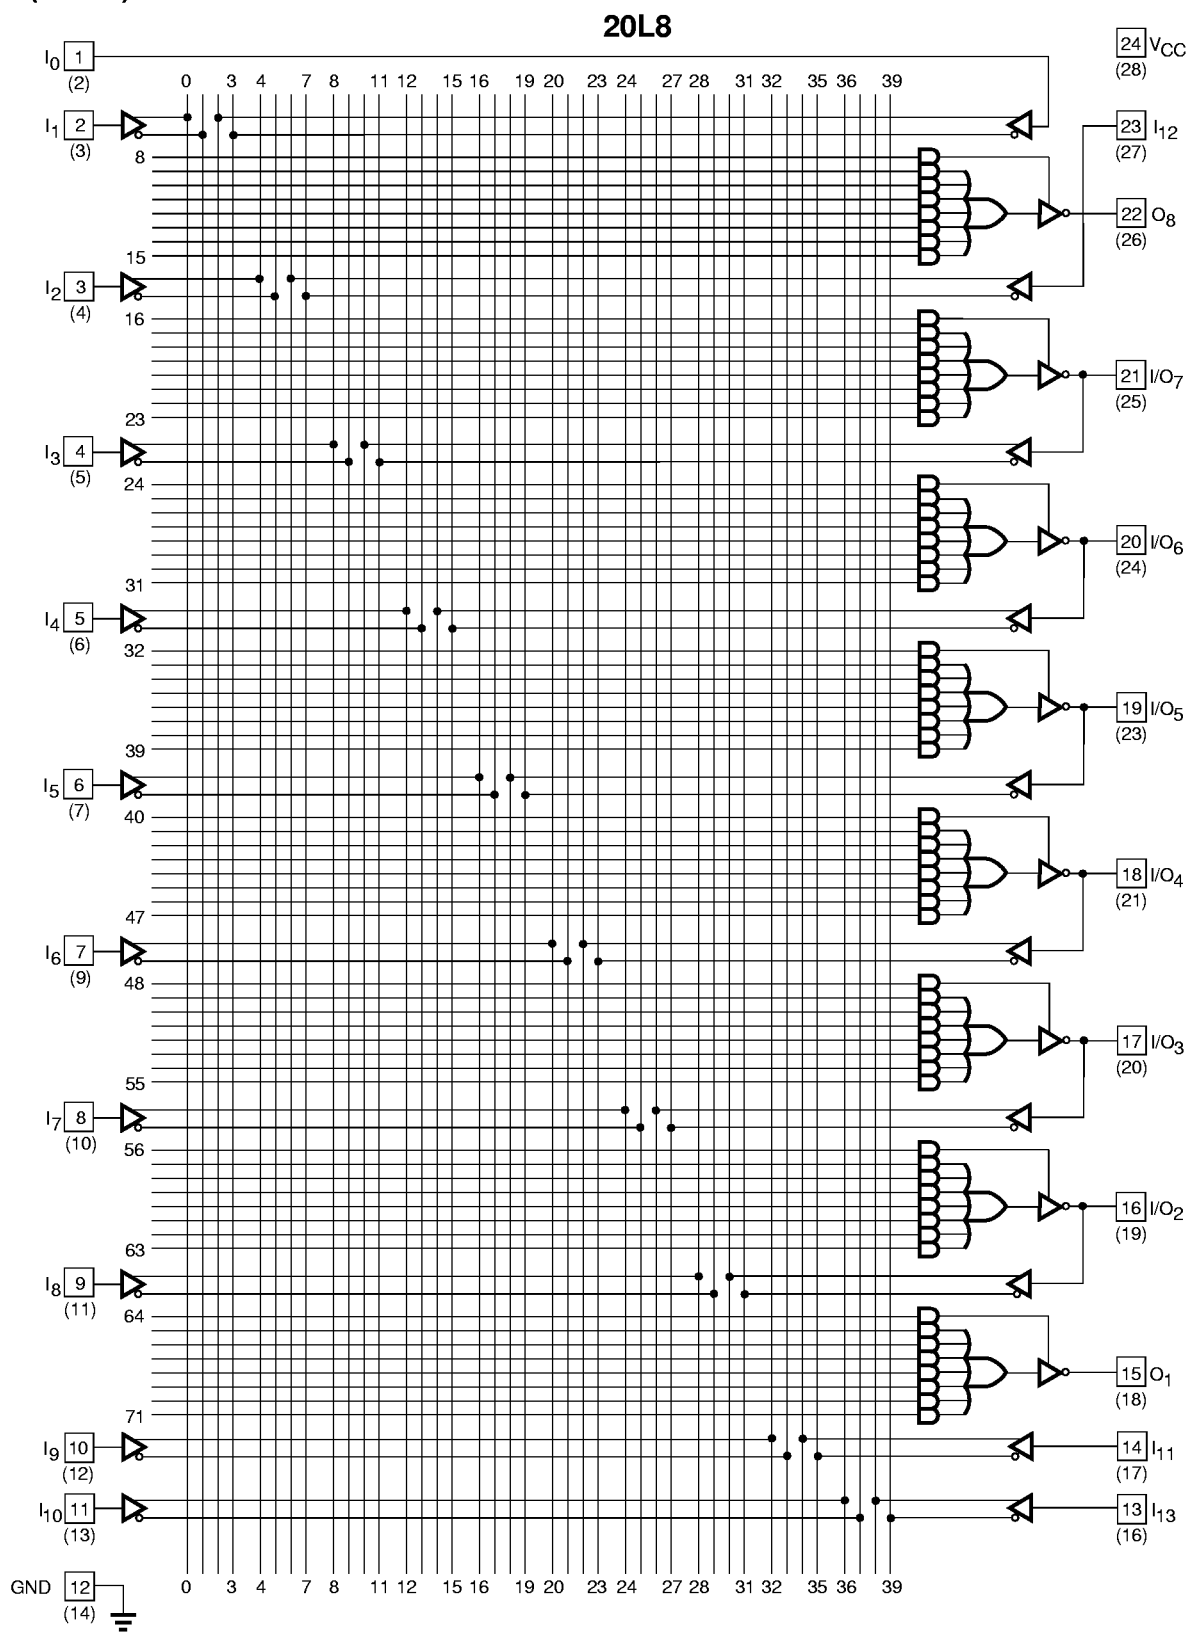 20L8
I0 1 24 VCC
(2) (28)
0 3 4 7 8 11 12 15 16 19 20 23 24 27 28 31 32 35 36 39
I1 2 23 I12
(3) (27)
8
22 O8
(26)
15
I2 3
(4)
16
21 I/O7
(25)
23
I3 4
(5)
24
20 I/O6
(24)
31
I4 5
(6)
32
19 I/O5
(23)
39
I5 6
(7)
40
18 I/O4
(21)
47
I6 7
(9)
48
17 I/O3
(20)
55
I7 8
(10)
56
16 I/O2
(19)
63
I8 9
(11)
64
15 O1
(18)
71
I9 10 14 I11
(12) (17)
I10 11 13 I13
(13) (16)
GND 12 0 3 4 7 8 11 12 15 16 19 20 23 24 27 28 31 32 35 36 39
(14)